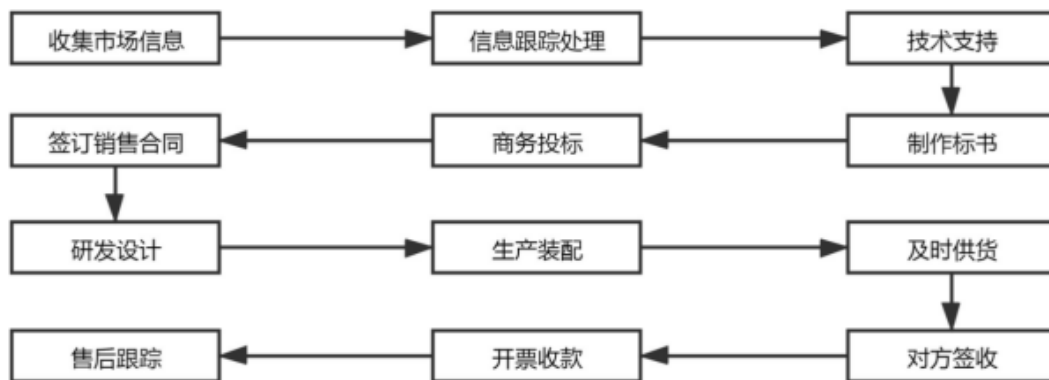 收集市场信息
信息跟踪处理
技术支持
制作标书
商务投标
签订销售合同
研发设计
生产装配
及时供货
对方签收
开票收款
售后跟踪